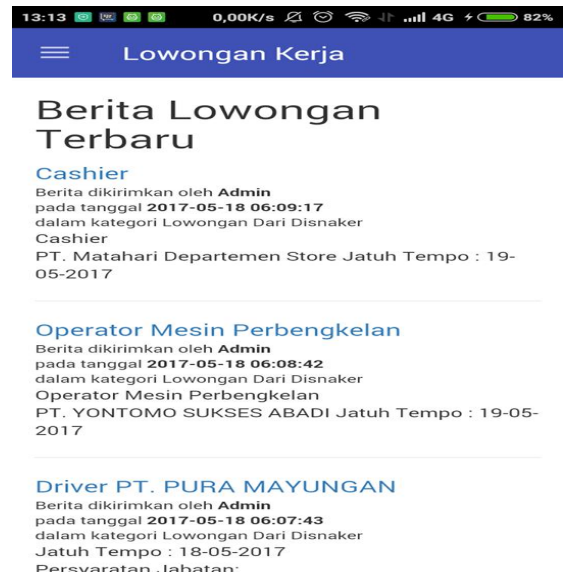 13:13 0,00K/s 4G 82%
Lowongan Kerja
Berita Lowongan
Terbaru
Cashier
Berita dikirimkan oleh Admin
pada tanggal 2017-05-18 06:09:17
dalam kategori Lowongan Dari Disnaker
Cashier
PT. Matahari Departemen Store Jatuh Tempo : 19-
05-2017
Operator Mesin Perbengkelan
Berita dikirimkan oleh Admin
pada tanggal 2017-05-18 06:08:42
dalam kategori Lowongan Dari Disnaker
Operator Mesin Perbengkelan
PT. YONTOMO SUKSES ABADI Jatuh Tempo : 19-05-
2017
Driver PT. PURA MAYUNGAN
Berita dikirimkan oleh Admin
pada tanggal 2017-05-18 06:07:43
dalam kategori Lowongan Dari Disnaker
Jatuh Tempo : 18-05-2017
Persyaratan Jabatan: